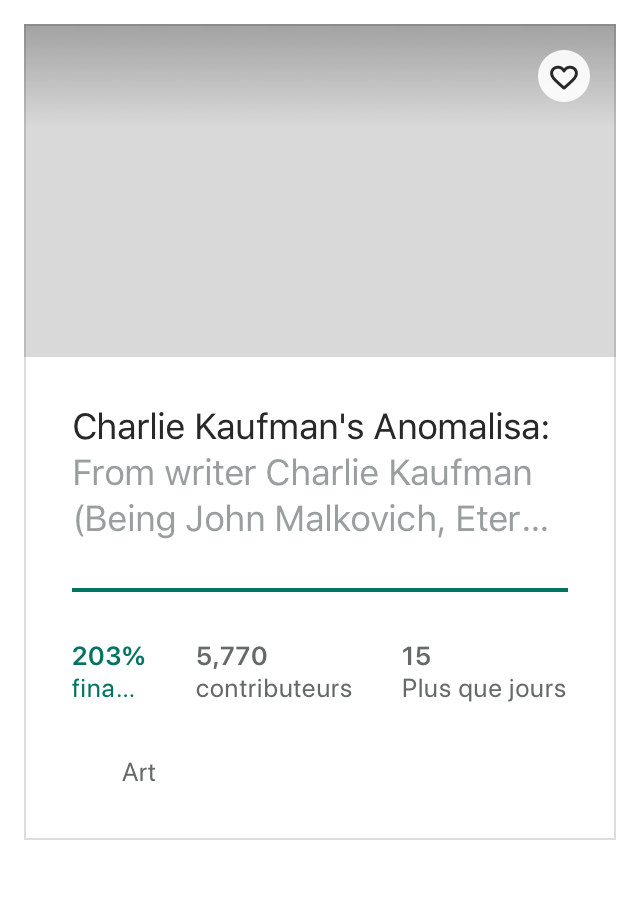 Charlie Kaufman's Anomalisa:
From writer Charlie Kaufman
(Being John Malkovich, Eter...
203% 5,770 15
fina... contributeurs Plus que jours
Art